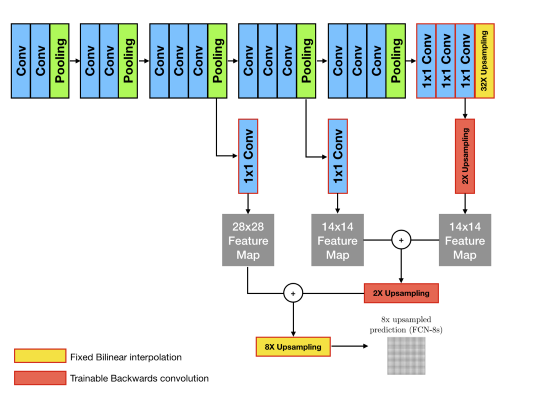 Conv
Conv
Pooling
Conv
Conv
Pooling
Conv
Conv
Conv
Pooling
Conv
Conv
Conv
Pooling
Conv
Conv
Conv
Pooling
1x1 Conv
1x1 Conv
1x1 Conv
32X Upsampling
1x1 Conv
1x1 Conv
2X Upsampling
28x28
Feature
Map
14x14
Feature
Map
+
14x14
Feature
Map
+
2X Upsampling
8X Upsampling
8x upsampled
prediction (FCN-8s)
Fixed Bilinear interpolation
Trainable Backwards convolution